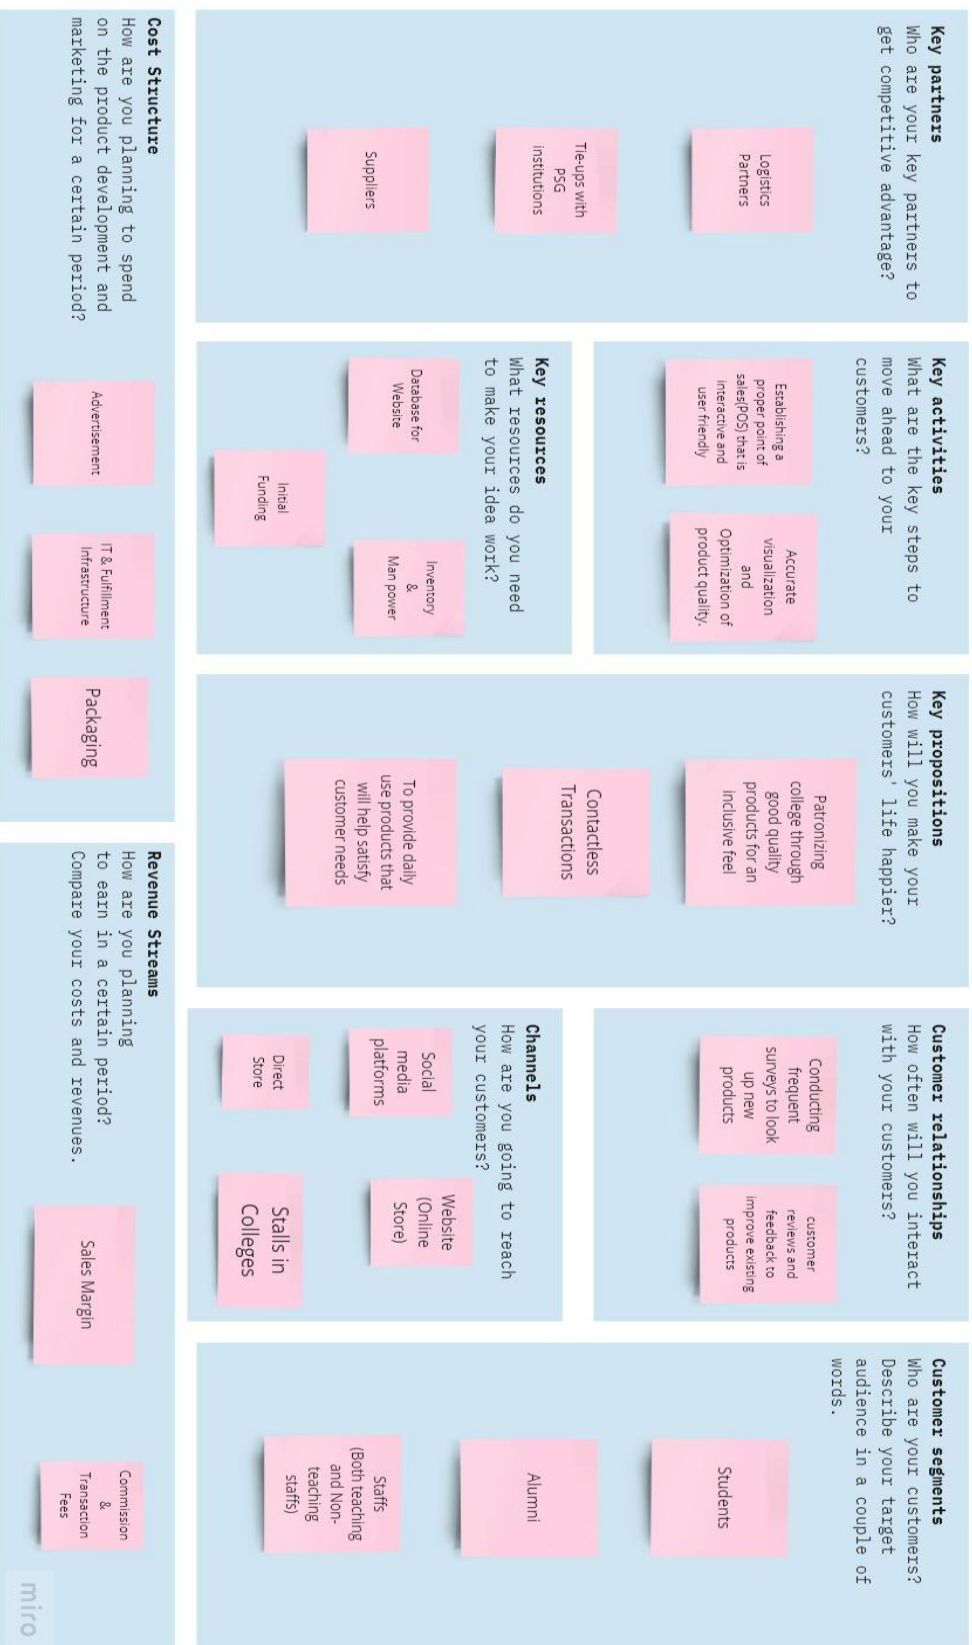 Key partners
Who are your key partners to
get competitive advantage?
Logistics
Partners
Tie-ups with
PSG
institutions
Suppliers
Key activities
What are the key steps to
move ahead to your
customers?
Establishing a
proper point of
sales(POS) that is
interactive and
user friendly
Accurate
visualization
and
Optimization of
product quality.
Key resources
What resources do you need
to make your idea work?
Database for
Website
Inventory
&
Man power
Initial
Funding
Key propositions
How will you make your
customers' life happier?
Patronizing
college through
good quality
products for an
inclusive feel
Contactless
Transactions
To provide daily
use products that
will help satisfy
customer needs
Customer relationships
How often will you interact
with your customers?
Conducting
frequent
surveys to look
up new
products
customer
reviews and
feedback to
improve existing
products
Channels
How are you going to reach
your customers?
Social
media
platforms
Website
(Online
Store)
Direct
Store
Stalls in
Colleges
Customer segments
Who are your customers?
Describe your target
audience in a couple of
words.
Students
Alumni
Staffs
(Both teaching
and Non-
teaching
staffs)
Cost Structure
How are you planning to spend
on the product development and
marketing for a certain period?
Advertisement
IT & Fulfillment
Infrastructure
Packaging
Revenue Streams
How are you planning
to earn in a certain period?
Compare your costs and revenues.
Sales Margin
Commission
&
Transaction
Fees
miro